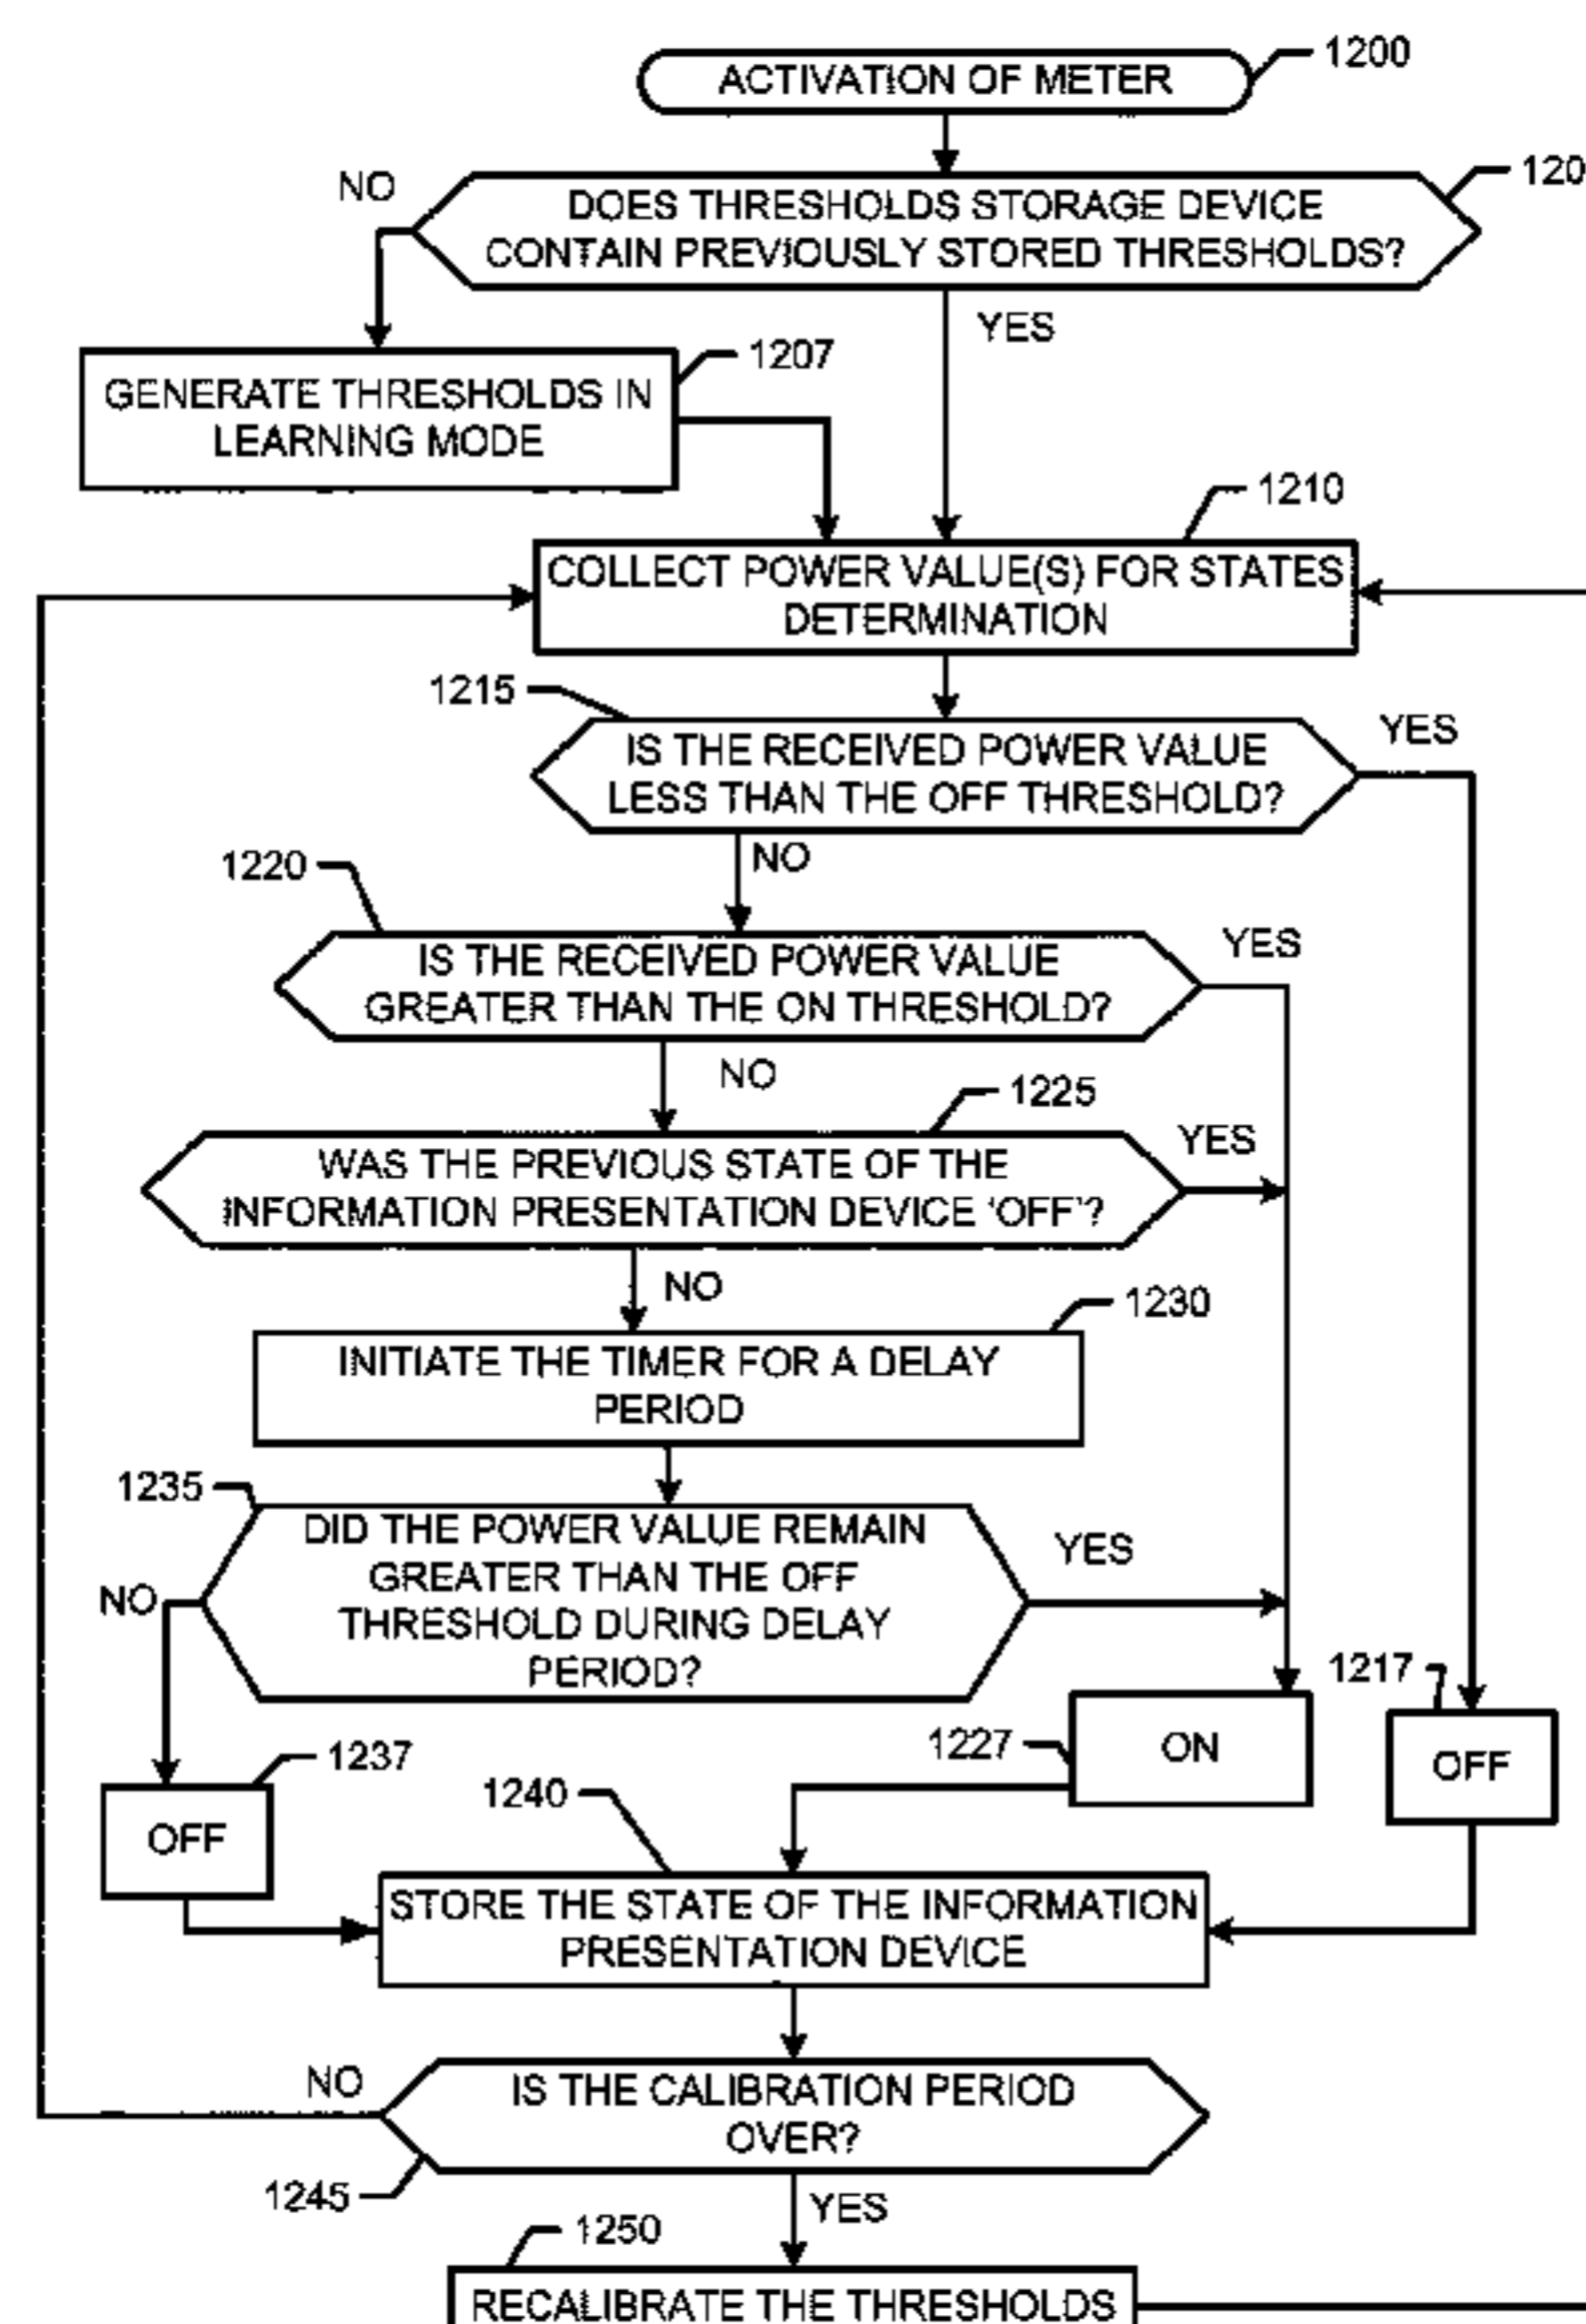 ACTIVATION OF METER
1200
120
NO
DOES THRESHOLDS STORAGE DEVICE
CONTAIN PREVIOUSLY STORED THRESHOLDS?
YES
1207
GENERATE THRESHOLDS IN
LEARNING MODE
1210
COLLECT POWER VALUE(S) FOR STATES
DETERMINATION
1215
IS THE RECEIVED POWER VALUE
LESS THAN THE OFF THRESHOLD?
YES
NO
1220
IS THE RECEIVED POWER VALUE
GREATER THAN THE ON THRESHOLD?
YES
NO
1225
WAS THE PREVIOUS STATE OF THE
INFORMATION PRESENTATION DEVICE 'OFF'?
YES
NO
1230
INITIATE THE TIMER FOR A DELAY
PERIOD
1235
DID THE POWER VALUE REMAIN
GREATER THAN THE OFF
THRESHOLD DURING DELAY
PERIOD?
YES
NO
1217
1227
ON
OFF
1237
OFF
1240
STORE THE STATE OF THE INFORMATION
PRESENTATION DEVICE
NO
IS THE CALIBRATION PERIOD
OVER?
1245
YES
1250
RECALIBRATE THE THRESHOLDS